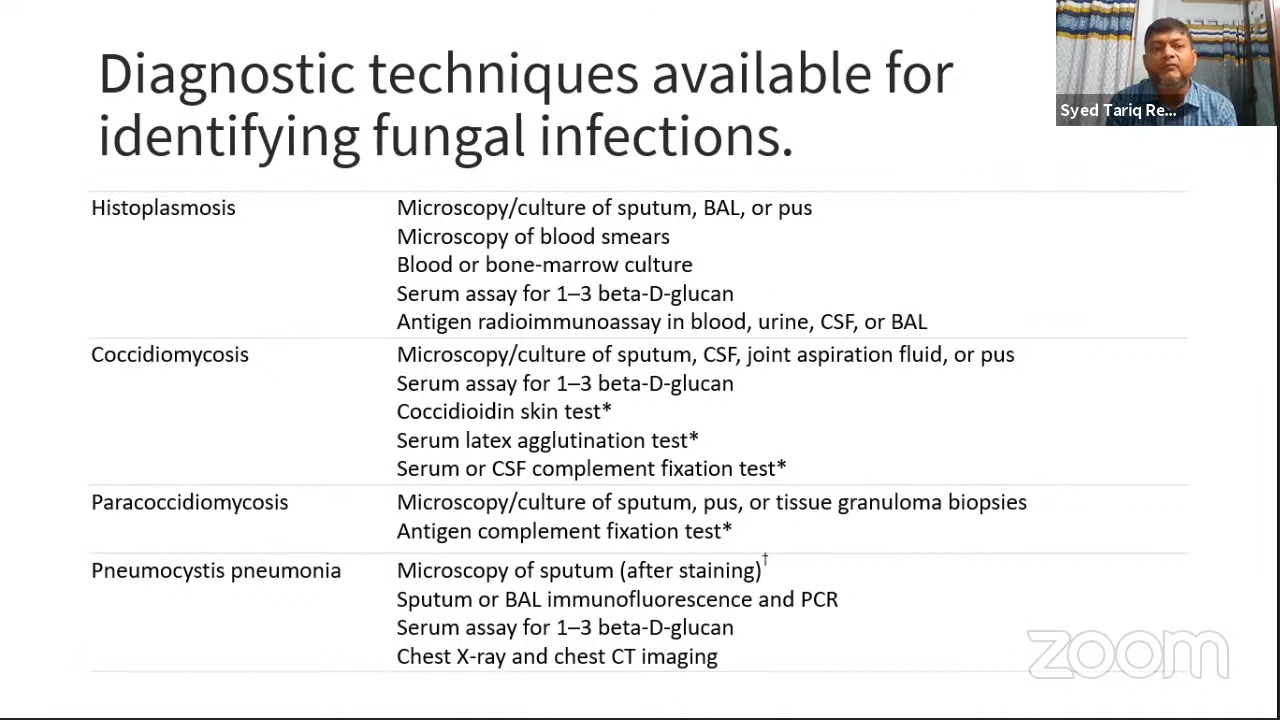 Diagnostic techniques available for
identifying fungal infections.
Syed Tariq Re...
Histoplasmosis
Microscopy/culture of sputum, BAL, or pus
Microscopy of blood smears
Blood or bone-marrow culture
Serum assay for 1–3 beta-D-glucan
Antigen radioimmunoassay in blood, urine, CSF, or BAL
Coccidiomycosis
Microscopy/culture of sputum, CSF, joint aspiration fluid, or pus
Serum assay for 1–3 beta-D-glucan
Coccidioidin skin test*
Serum latex agglutination test*
Serum or CSF complement fixation test*
Paracoccidiomycosis
Microscopy/culture of sputum, pus, or tissue granuloma biopsies
Antigen complement fixation test*
Pneumocystis pneumonia
Microscopy of sputum (after staining)†
Sputum or BAL immunofluorescence and PCR
Serum assay for 1–3 beta-D-glucan
Chest X-ray and chest CT imaging
zoom